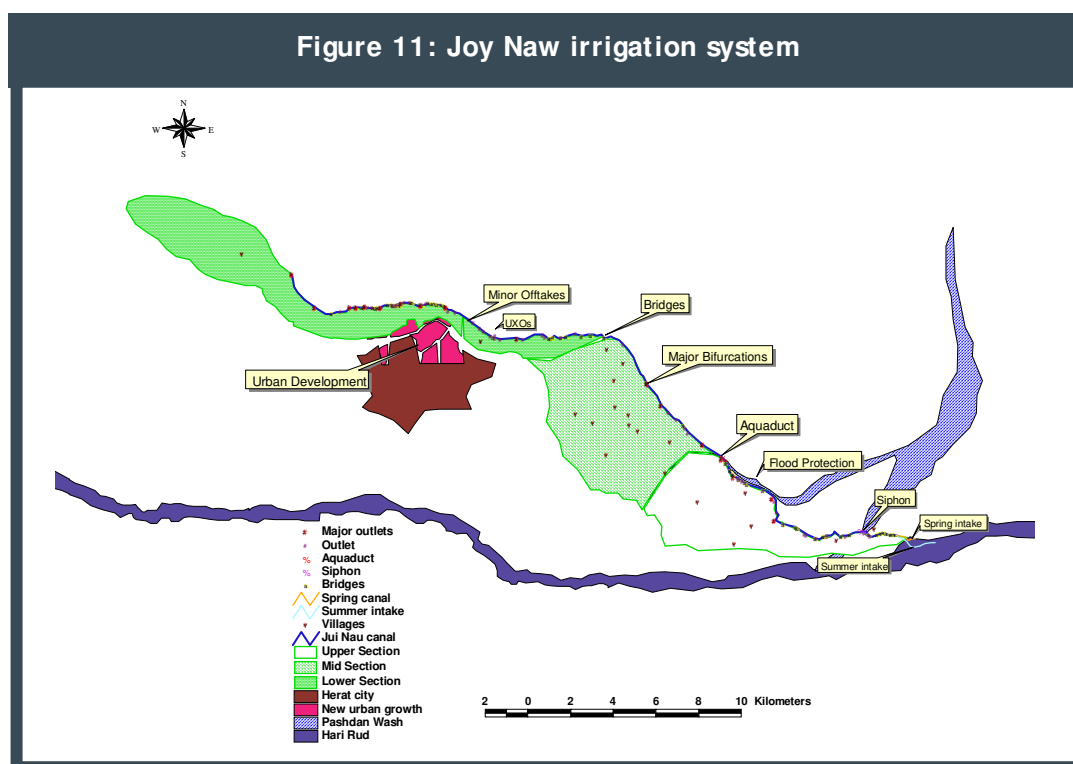 Figure 11: Joy Naw irrigation system
N
W
E
S
Minor Offtakes
UXOs
Bridges
Major Bifurcations
Urban Development
Aquaduct
Flood Protection
Siphon
Spring intake
Summer intake
Major outlets
Outlet
Aquaduct
Siphon
Bridges
Spring canal
Summer intake
Villages
Jui Nau canal
Upper Section
Mid Section
Lower Section
Herat city
New urban growth
Pashdan Wash
Hari Rud
2 0 2 4 6 8 10 Kilometers